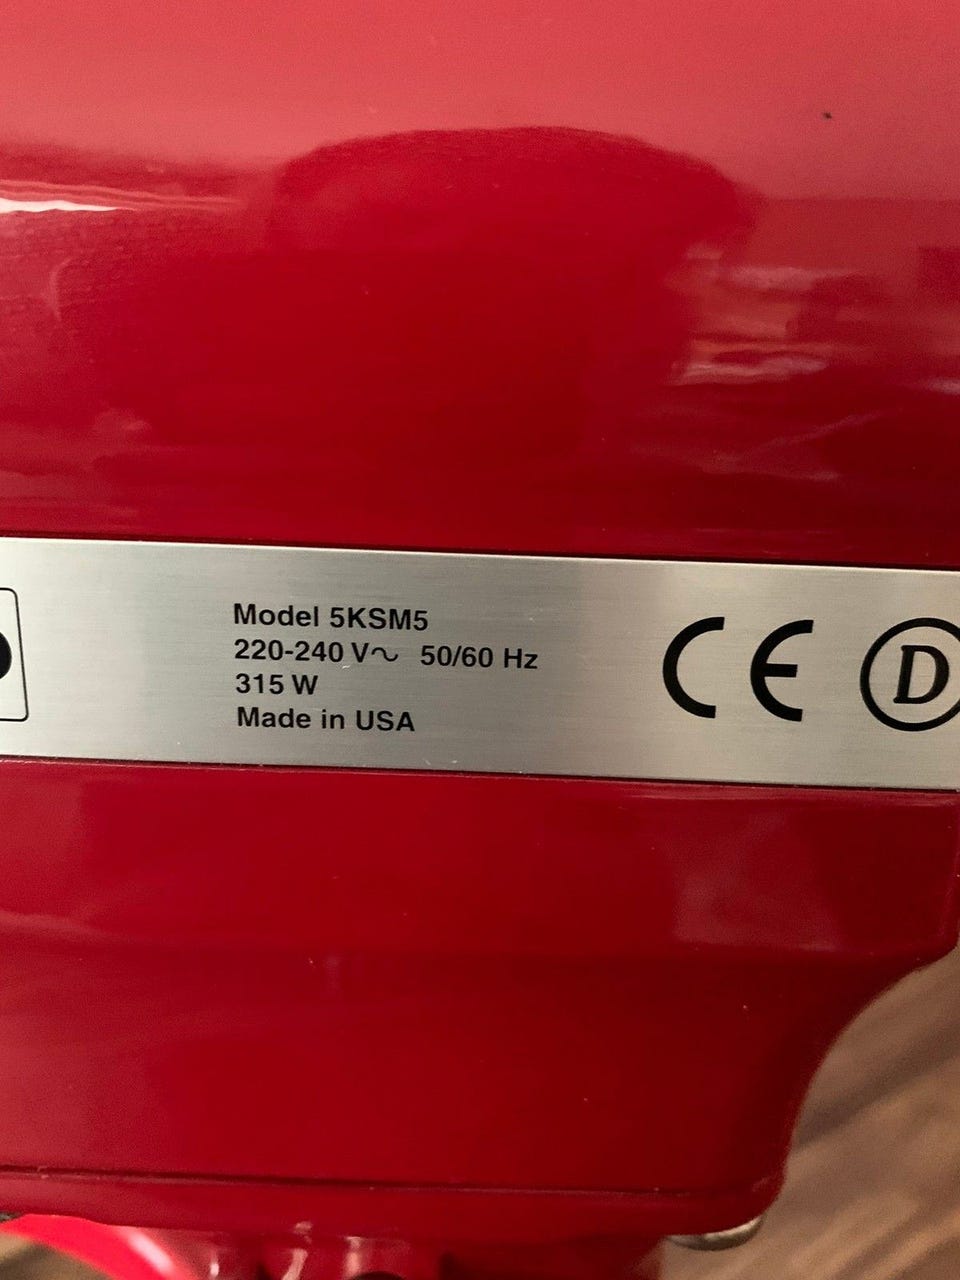 Model 5KSM5
220-240 V~ 50/60 Hz
315 W
Made in USA
CE
D